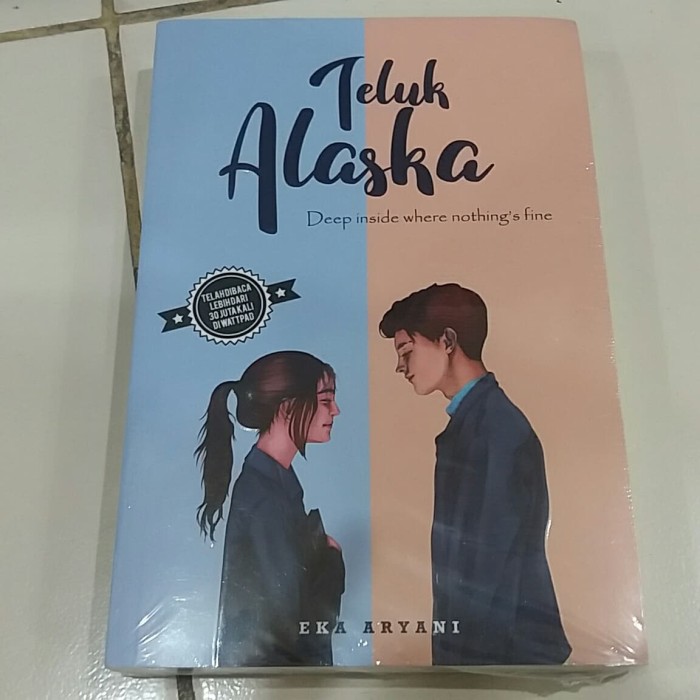 Teluk
Alaska
Deep inside where nothing's fine
TELAH DIBACA
LEBIH DARI
30 JUTA KALI
DI WATTPAD
EKA ARYANI